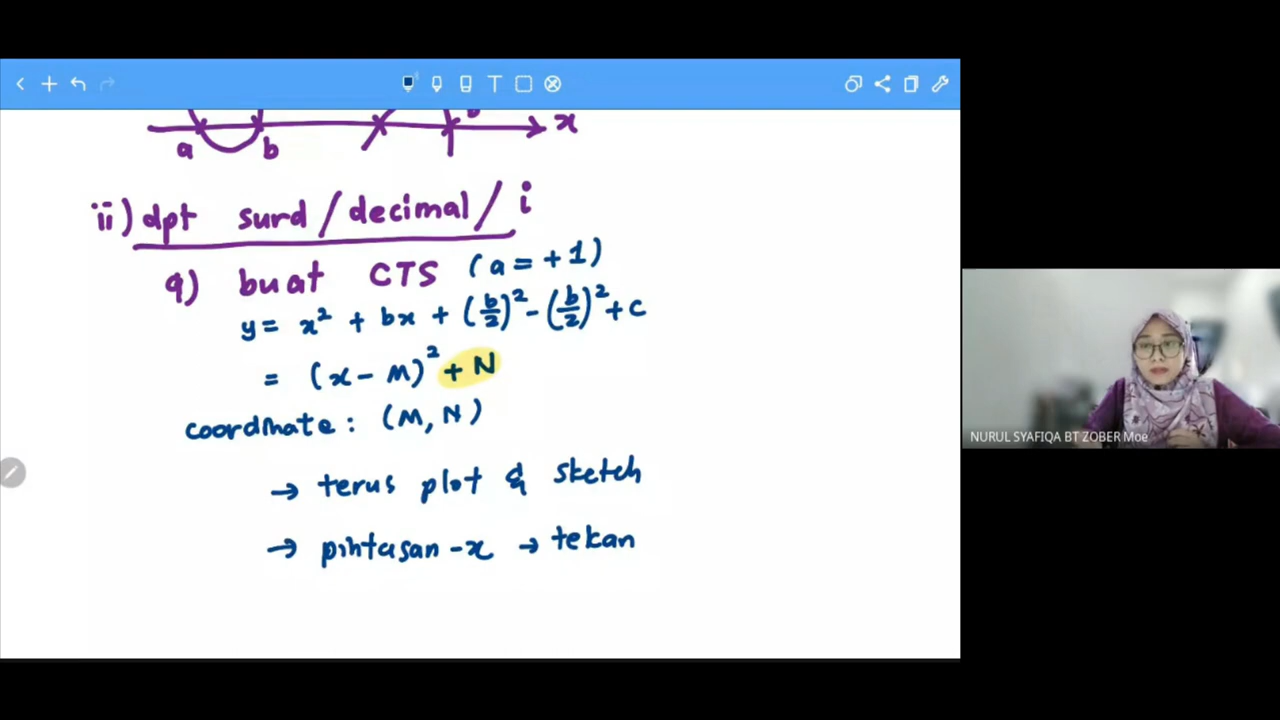 a b x
ii) dpt surd / decimal / i
a) buat CTS (a = +1)
y = x² + bx + (b/2)² - (b/2)² + c
= (x - M)² + N
coordinate : (M, N)
→ terus plot & sketch
→ pintasan - x → tekan
NURUL SYAFIQA BT ZOBER Moe